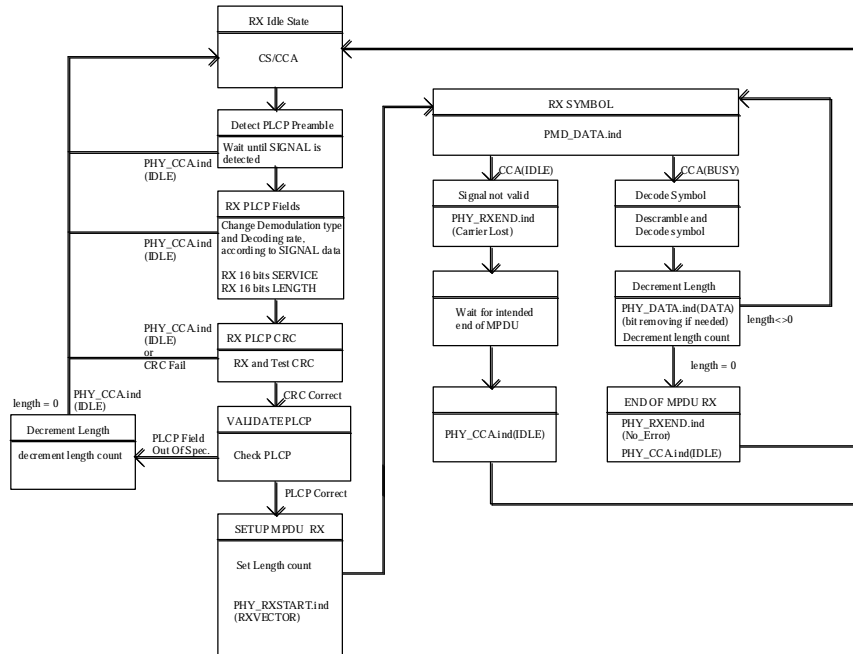 RX Idle State
CS/CCA
Detect PLCP Preamble
Wait until SIGNAL is
detected
PHY_CCA.ind
(IDLE)
RX PLCP Fields
Change Demodulation type
and Decoding rate,
according to SIGNAL data
RX 16 bits SERVICE
RX 16 bits LENGTH
PHY_CCA.ind
(IDLE)
PHY_CCA.ind
(IDLE)
or
CRC Fail
RX PLCP CRC
RX and Test CRC
CRC Correct
length = 0
PHY_CCA.ind
(IDLE)
Decrement Length
decrement length count
PLCP Field
Out Of Spec.
VALIDATE PLCP
Check PLCP
PLCP Correct
SETUP MPDU RX
Set Length count
PHY_RXSTART.ind
(RXVECTOR)
RX SYMBOL
PMD_DATA.ind
CCA(IDLE)
CCA(BUSY)
Signal not valid
PHY_RXEND.ind
(Carrier Lost)
Wait for intended
end of MPDU
PHY_CCA.ind(IDLE)
Decode Symbol
Descramble and
Decode symbol
Decrement Length
PHY_DATA.ind(DATA)
(bit removing if needed)
Decrement length count
length<>0
length = 0
END OF MPDU RX
PHY_RXEND.ind
(No_Error)
PHY_CCA.ind(IDLE)